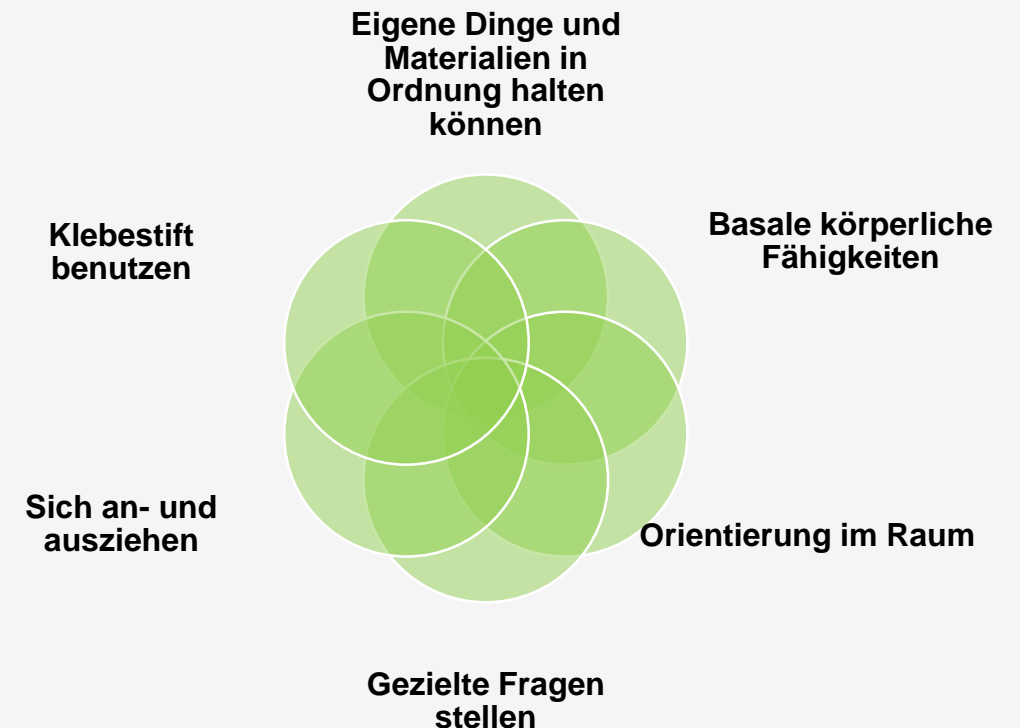 Eigene Dinge und
Materialien in
Ordnung halten
können
Basale körperliche
Fähigkeiten
Orientierung im Raum
Gezielte Fragen
stellen
Sich an- und
ausziehen
Klebestift
benutzen